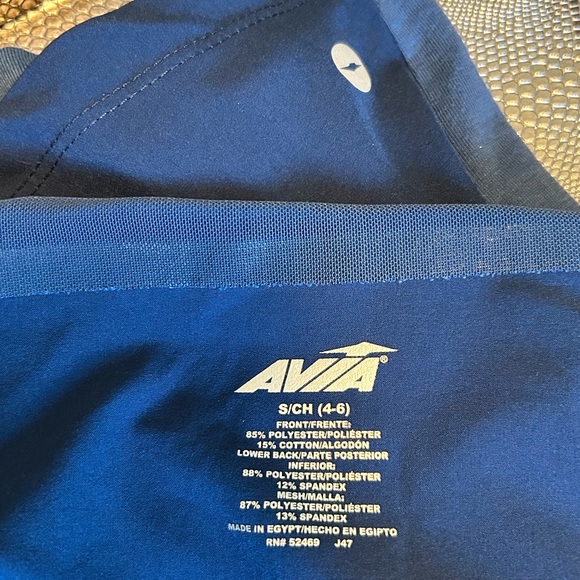 AVIA®
S/CH (4-6)
FRONT/FRENTE:
85% POLYESTER/POLIÉSTER
15% COTTON/ALGODÓN
LOWER BACK/PARTE POSTERIOR
INFERIOR:
88% POLYESTER/POLIÉSTER
12% SPANDEX
MESH/MALLA:
87% POLYESTER/POLIÉSTER
13% SPANDEX
MADE IN EGYPT/HECHO EN EGIPTO
RN# 52469 J47